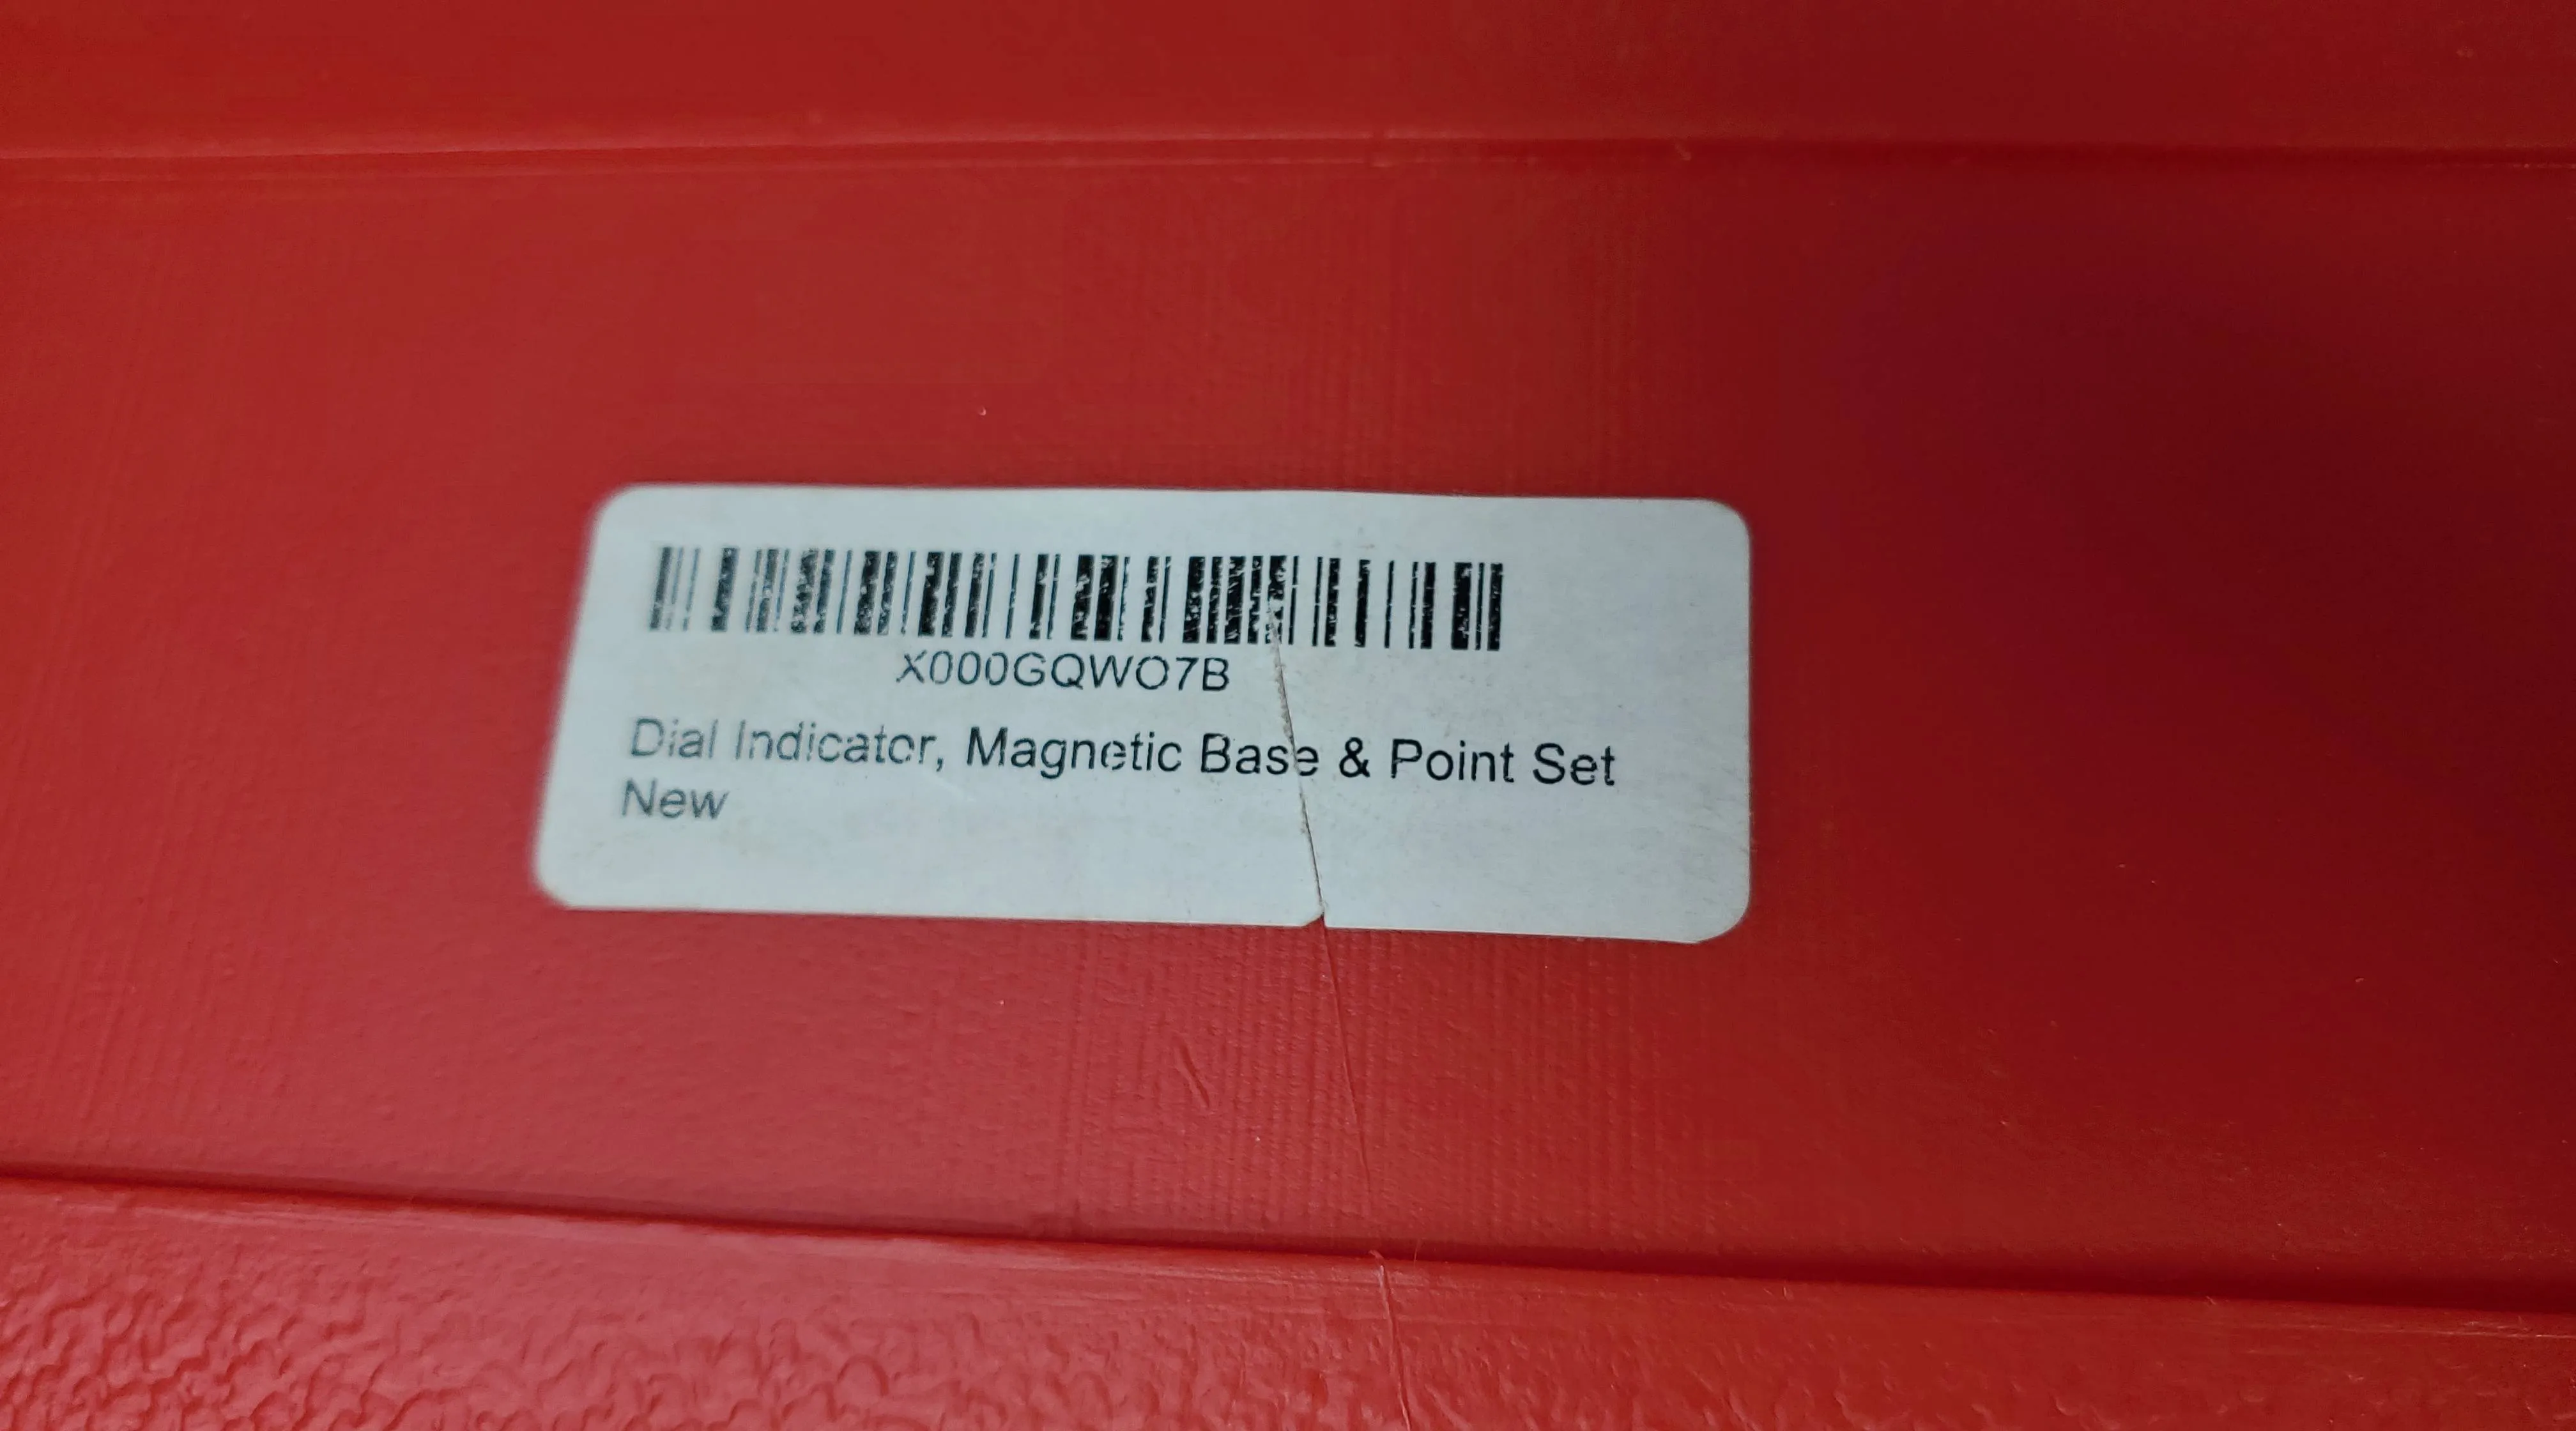 X000GQWO7B
Dial Indicator, Magnetic Base & Point Set
New